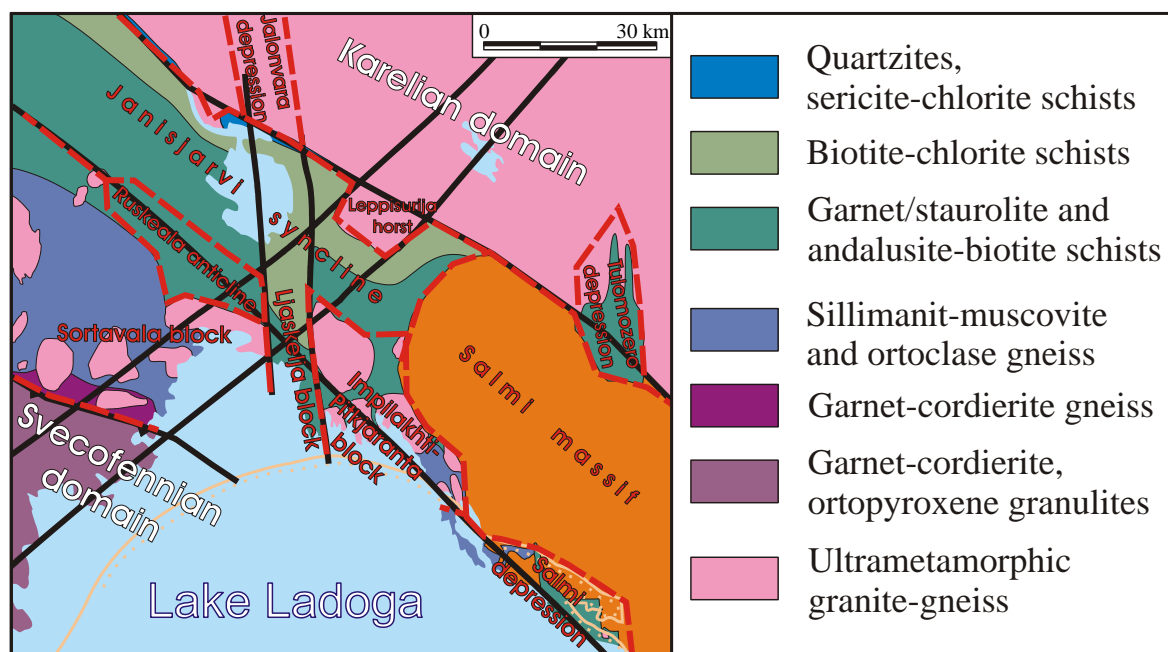 0 30 km
Jalonvara
depression
Karelian domain
Janisjarvi
syncline
Leppisurja
horst
Ruskeala anticline
Tulomozero
depression
Sortavala block
Ljaskelja block
Salmi massif
Impilakhti-
Pitkjaranta
block
Svecofennian
domain
Salmi
depression
Lake Ladoga
Quartzites,
sericite-chlorite schists
Biotite-chlorite schists
Garnet/staurolite and
andalusite-biotite schists
Sillimanit-muscovite
and ortoclase gneiss
Garnet-cordierite gneiss
Garnet-cordierite,
ortopyroxene granulites
Ultrametamorphic
granite-gneiss